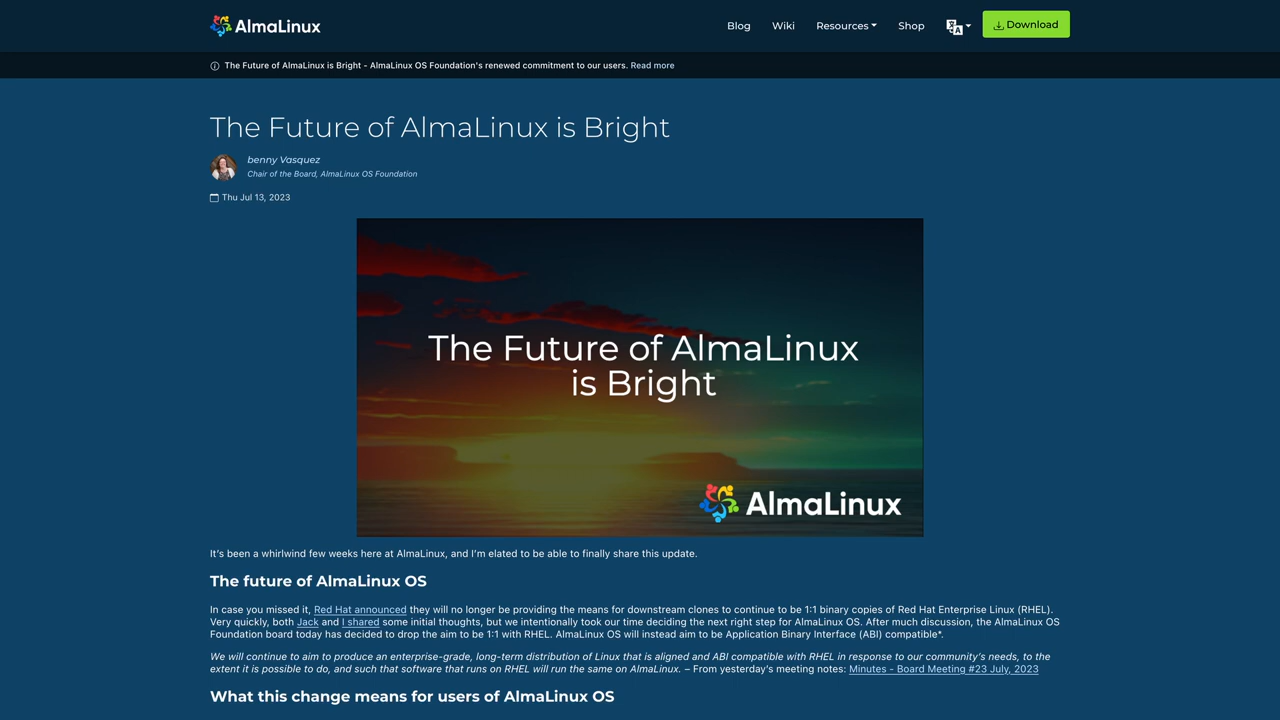 AlmaLinux
Blog
Wiki
Resources
Shop
A
Download
The Future of AlmaLinux is Bright - AlmaLinux OS Foundation's renewed commitment to our users. Read more
The Future of AlmaLinux is Bright
benny Vasquez
Chair of the Board, AlmaLinux OS Foundation
Thu Jul 13, 2023
The Future of AlmaLinux
is Bright
AlmaLinux
It's been a whirlwind few weeks here at AlmaLinux, and I'm elated to be able to finally share this update.
The future of AlmaLinux OS
In case you missed it, Red Hat announced they will no longer be providing the means for downstream clones to continue to be 1:1 binary copies of Red Hat Enterprise Linux (RHEL).
Very quickly, both Jack and I shared some initial thoughts, but we intentionally took our time deciding the next right step for AlmaLinux OS. After much discussion, the AlmaLinux OS
Foundation board today has decided to drop the aim to be 1:1 with RHEL. AlmaLinux OS will instead aim to be Application Binary Interface (ABI) compatible*.
We will continue to aim to produce an enterprise-grade, long-term distribution of Linux that is aligned and ABI compatible with RHEL in response to our community's needs, to the
extent it is possible to do, and such that software that runs on RHEL will run the same on AlmaLinux. – From yesterday's meeting notes: Minutes - Board Meeting #23 July, 2023
What this change means for users of AlmaLinux OS